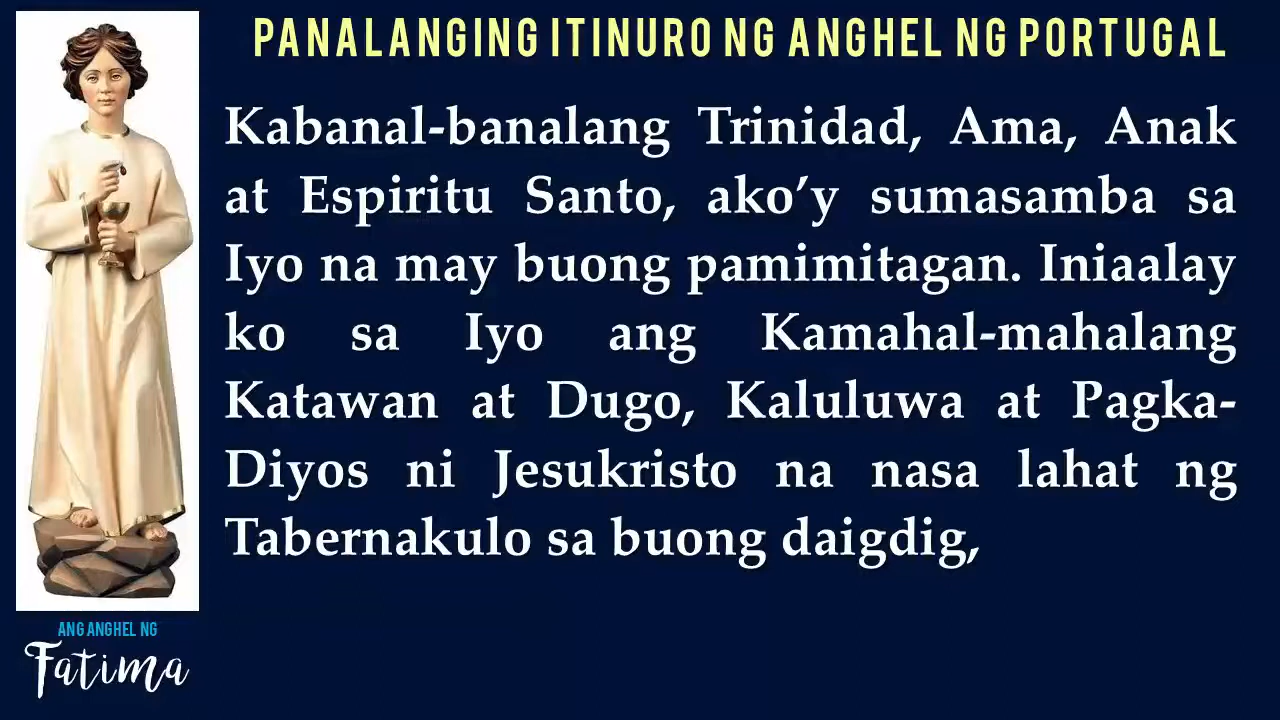 PANALANGING ITINURO NG ANGHEL NG PORTUGAL
Kabanal-banalang Trinidad, Ama, Anak
at Espiritu Santo, ako’y sumasamba sa
Iyo na may buong pamimitagan. Iniaalay
ko sa Iyo ang Kamahal-mahalang
Katawan at Dugo, Kaluluwa at Pagka-
Diyos ni Jesukristo na nasa lahat ng
Tabernakulo sa buong daigdig,
ANG ANGHEL NG
Fatima